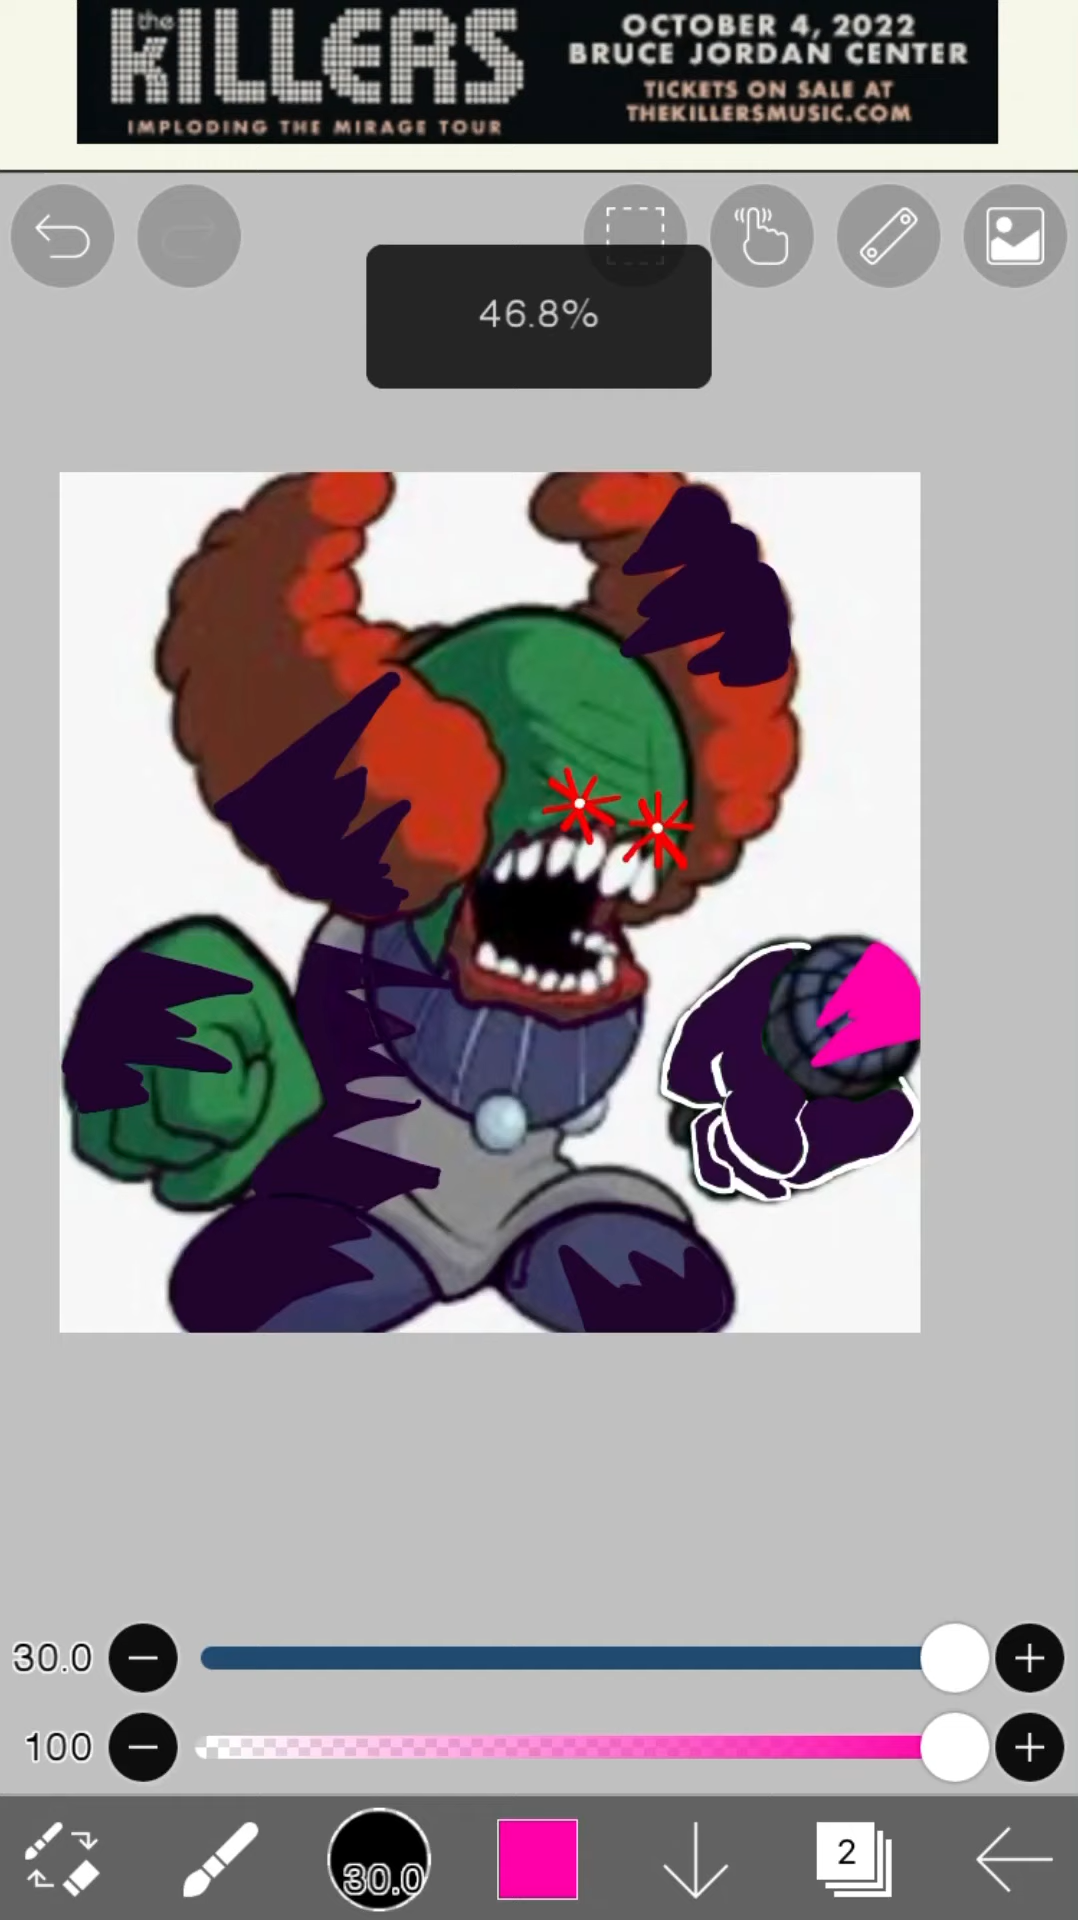 the
KILLERS
IMPLODING THE MIRAGE TOUR
OCTOBER 4, 2022
BRUCE JORDAN CENTER
TICKETS ON SALE AT
THEKILLERSMUSIC.COM
46.8%
30.0
100
30.0
2